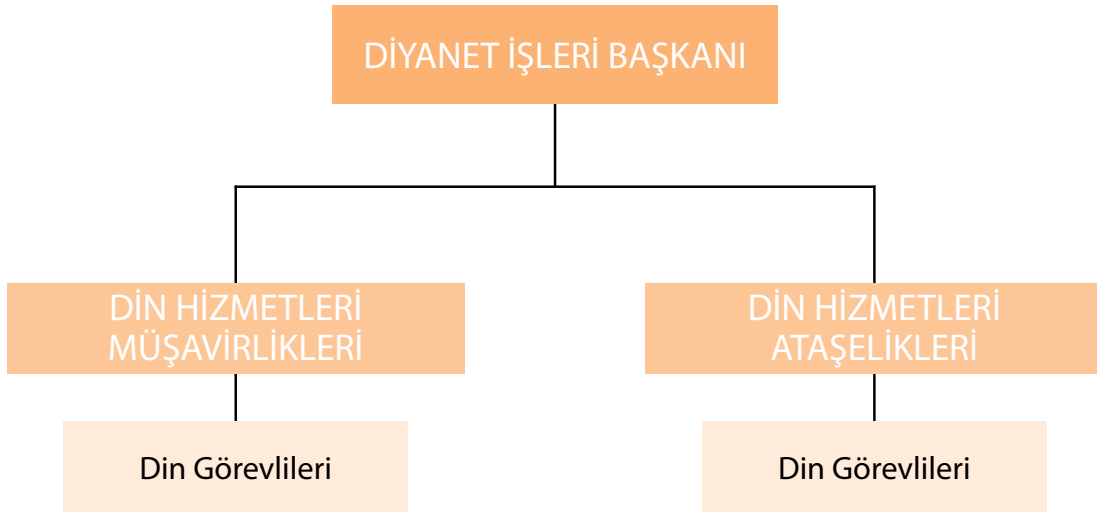 DİYANET İŞLERİ BAŞKANI
DİN HİZMETLERİ
MÜŞAVİRLİKLERİ
DİN HİZMETLERİ
ATAŞELİKLERİ
Din Görevlileri
Din Görevlileri